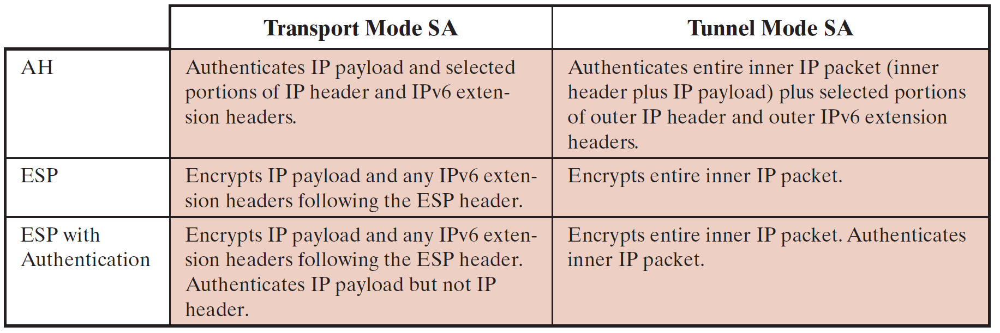 Transport Mode SA
Tunnel Mode SA
AH
Authenticates IP payload and selected
portions of IP header and IPv6 exten-
sion headers.
Authenticates entire inner IP packet (inner
header plus IP payload) plus selected portions
of outer IP header and outer IPv6 extension
headers.
ESP
Encrypts IP payload and any IPv6 exten-
sion headers following the ESP header.
Encrypts entire inner IP packet.
ESP with
Authentication
Encrypts IP payload and any IPv6 exten-
sion headers following the ESP header.
Authenticates IP payload but not IP
header.
Encrypts entire inner IP packet. Authenticates
inner IP packet.